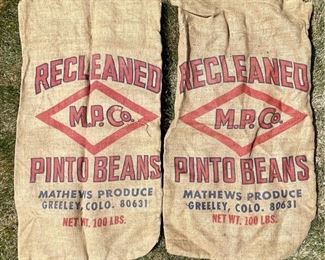 RECLEANED
M.P.Co.
PINTO BEANS
MATHEWS PRODUCE
GREELEY, COLO. 80631
NET WT. 100 LBS.
RECLEANED
M.P.Co.
PINTO BEANS
MATHEWS PRODUCE
GREELEY, COLO. 80631
NET WT. 100 LBS.